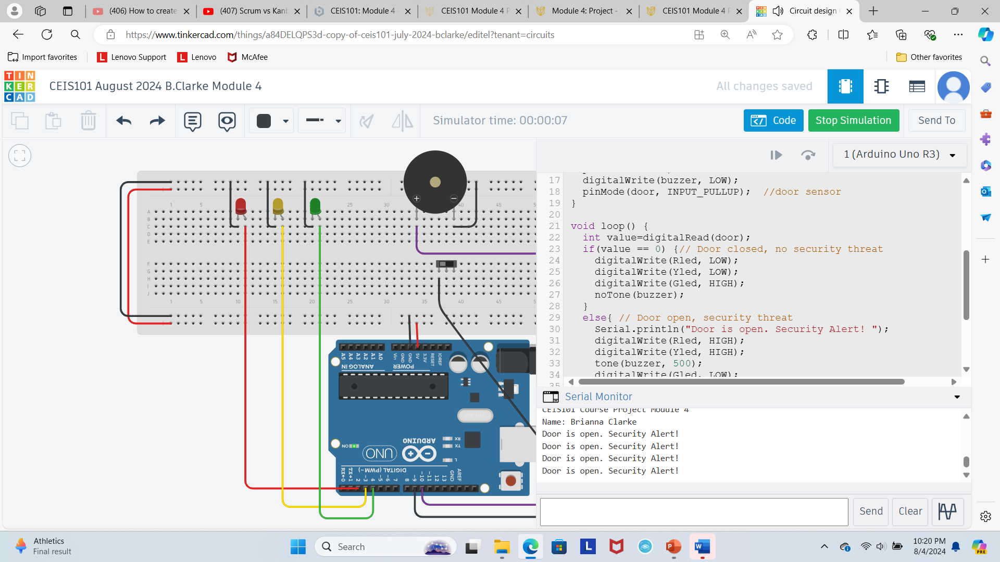 (406) How to create
(407) Scrum vs Kanb
CEIS101: Module 4 -
CEIS101 Module 4 P
Module 4: Project -
CEIS101 Module 4 P
Circuit design
https://www.tinkercad.com/things/a84DELQPS3d-copy-of-ceis101-july-2024-bclarke/editel?tenant=circuits
Import favorites
L Lenovo Support
L Lenovo
McAfee
Other favorites
TIN
KER
CAD
CEIS101 August 2024 B.Clarke Module 4
All changes saved
Simulator time: 00:00:07
Code
Stop Simulation
Send To
1 (Arduino Uno R3)
17 digitalWrite(buzzer, LOW);
18 pinMode(door, INPUT_PULLUP); //door sensor
19 }
20
21 void loop() {
22 int value=digitalRead(door);
23 if(value == 0) {// Door closed, no security threat
24 digitalWrite(Rled, LOW);
25 digitalWrite(Yled, LOW);
26 digitalWrite(Gled, HIGH);
27 noTone(buzzer);
28 }
29 else{ // Door open, security threat
30 Serial.println("Door is open. Security Alert! ");
31 digitalWrite(Rled, HIGH);
32 digitalWrite(Yled, HIGH);
33 tone(buzzer, 500);
34 digitalWrite(Gled, LOW);
35
1 5 25 30 40 45
A
B
C
D
E
F
G
H
I
J
1 5 10 15 20 25 30 35 40 45
A5 A4 A3 A2 A1 A0 Vin GND GND 5V 3.3V RESET IOREF
ANALOG IN POWER
ARDUINO
UNO
ON
RX
TX
L
DIGITAL (PWM~)
RX←0 TX→1 2 ~3 4 ~5 ~6 7 8 ~9 ~10 ~11 12 13 GND AREF
Serial Monitor
CEIS101 Course Project Module 4
Name: Brianna Clarke
Door is open. Security Alert!
Door is open. Security Alert!
Door is open. Security Alert!
Door is open. Security Alert!
Send
Clear
Athletics
Final result
Search
10:20 PM
8/4/2024
PRE